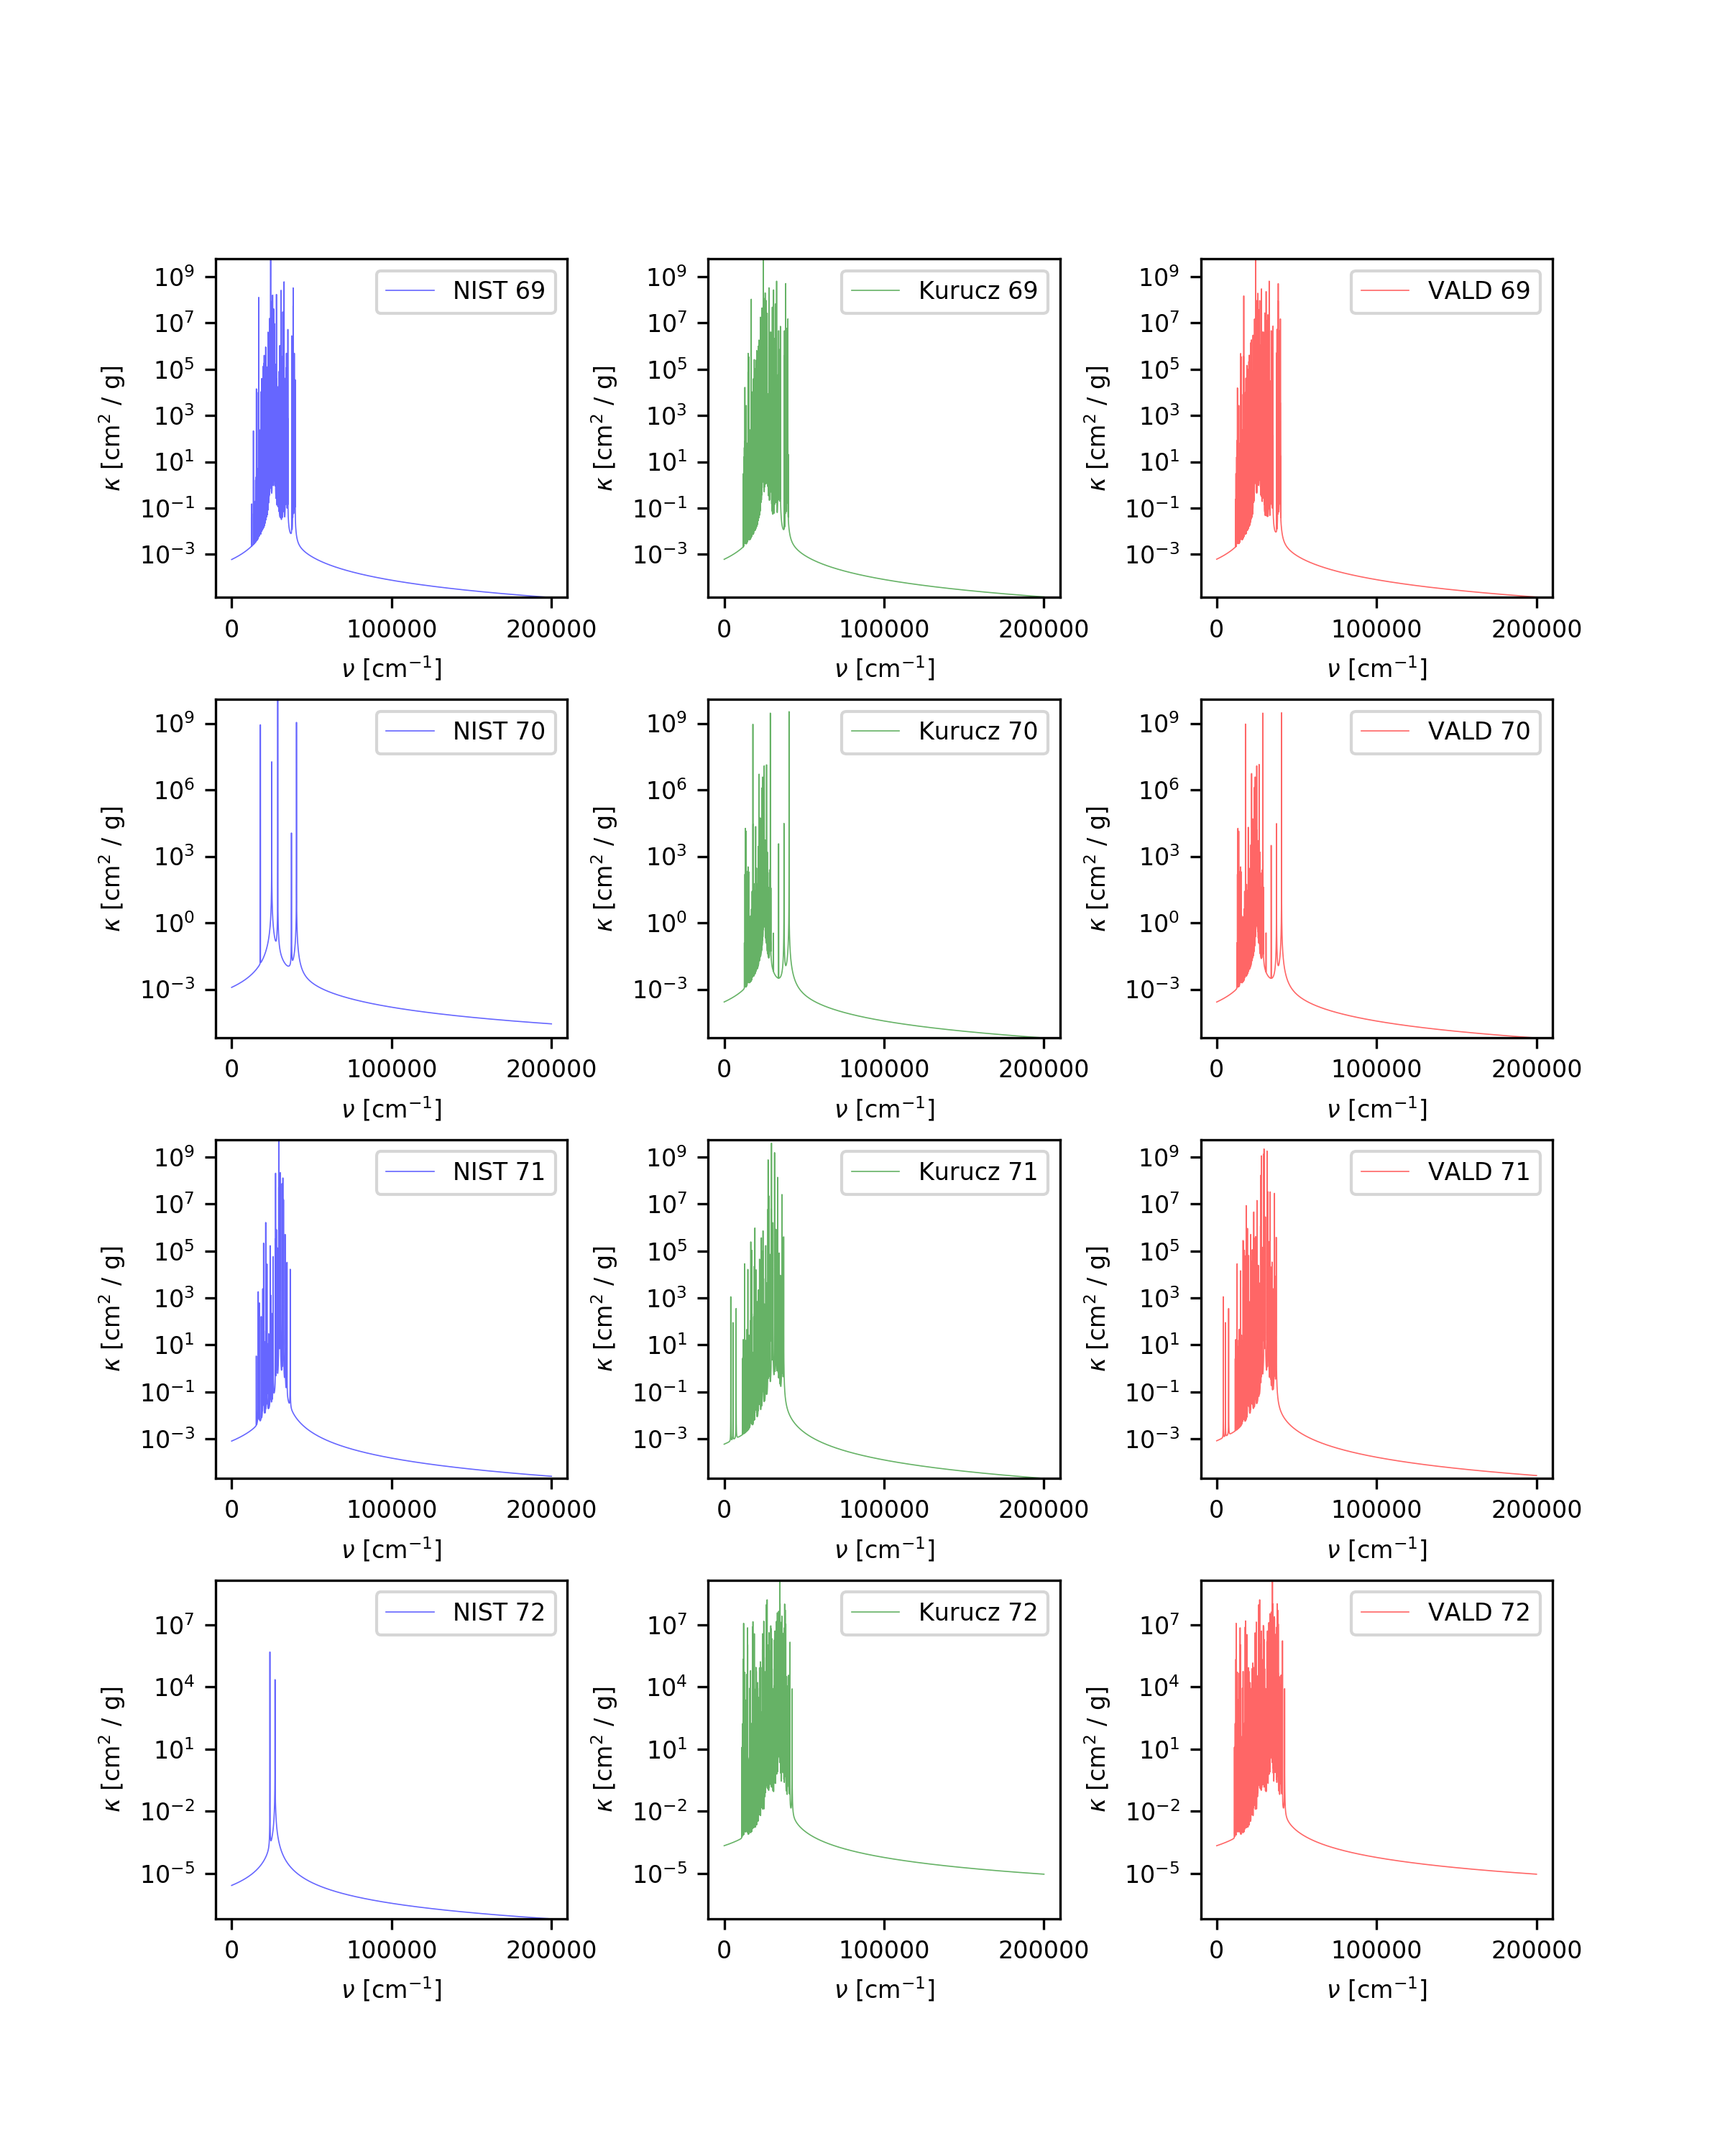 κ [cm² / g] 10⁹ 10⁷ 10⁵ 10³ 10¹ 10⁻¹ 10⁻³ NIST 69 0 100000 200000 ν [cm⁻¹]
κ [cm² / g] 10⁹ 10⁷ 10⁵ 10³ 10¹ 10⁻¹ 10⁻³ Kurucz 69 0 100000 200000 ν [cm⁻¹]
κ [cm² / g] 10⁹ 10⁷ 10⁵ 10³ 10¹ 10⁻¹ 10⁻³ VALD 69 0 100000 200000 ν [cm⁻¹]
κ [cm² / g] 10⁹ 10⁶ 10³ 10⁰ 10⁻³ NIST 70 0 100000 200000 ν [cm⁻¹]
κ [cm² / g] 10⁹ 10⁶ 10³ 10⁰ 10⁻³ Kurucz 70 0 100000 200000 ν [cm⁻¹]
κ [cm² / g] 10⁹ 10⁶ 10³ 10⁰ 10⁻³ VALD 70 0 100000 200000 ν [cm⁻¹]
κ [cm² / g] 10⁹ 10⁷ 10⁵ 10³ 10¹ 10⁻¹ 10⁻³ NIST 71 0 100000 200000 ν [cm⁻¹]
κ [cm² / g] 10⁹ 10⁷ 10⁵ 10³ 10¹ 10⁻¹ 10⁻³ Kurucz 71 0 100000 200000 ν [cm⁻¹]
κ [cm² / g] 10⁹ 10⁷ 10⁵ 10³ 10¹ 10⁻¹ 10⁻³ VALD 71 0 100000 200000 ν [cm⁻¹]
κ [cm² / g] 10⁷ 10⁴ 10¹ 10⁻² 10⁻⁵ NIST 72 0 100000 200000 ν [cm⁻¹]
κ [cm² / g] 10⁷ 10⁴ 10¹ 10⁻² 10⁻⁵ Kurucz 72 0 100000 200000 ν [cm⁻¹]
κ [cm² / g] 10⁷ 10⁴ 10¹ 10⁻² 10⁻⁵ VALD 72 0 100000 200000 ν [cm⁻¹]